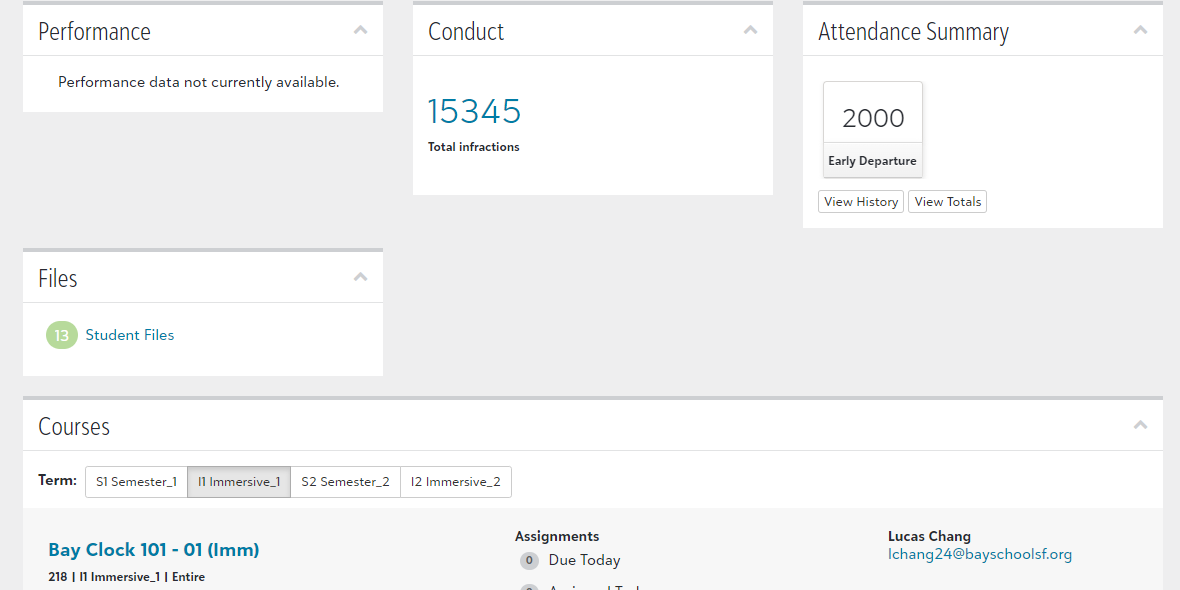 Performance
Performance data not currently available.
Conduct
15345
Total infractions
Attendance Summary
2000
Early Departure
View History View Totals
Files
13 Student Files
Courses
Term: S1 Semester_1 I1 Immersive_1 S2 Semester_2 I2 Immersive_2
Bay Clock 101 - 01 (Imm)
218 | I1 Immersive_1 | Entire
Assignments
0 Due Today
Lucas Chang
lchang24@bayschoolsf.org